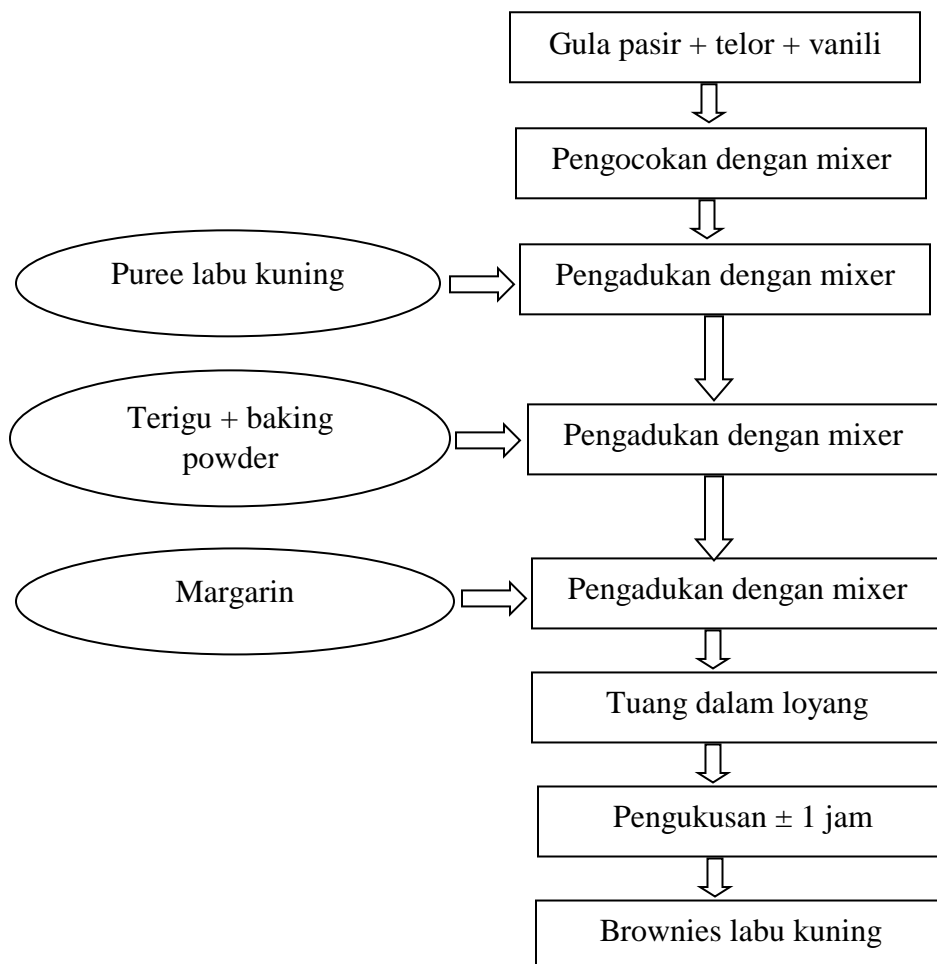 Gula pasir + telor + vanili
Pengocokan dengan mixer
Puree labu kuning
Pengadukan dengan mixer
Terigu + baking
powder
Pengadukan dengan mixer
Margarin
Pengadukan dengan mixer
Tuang dalam loyang
Pengukusan ± 1 jam
Brownies labu kuning